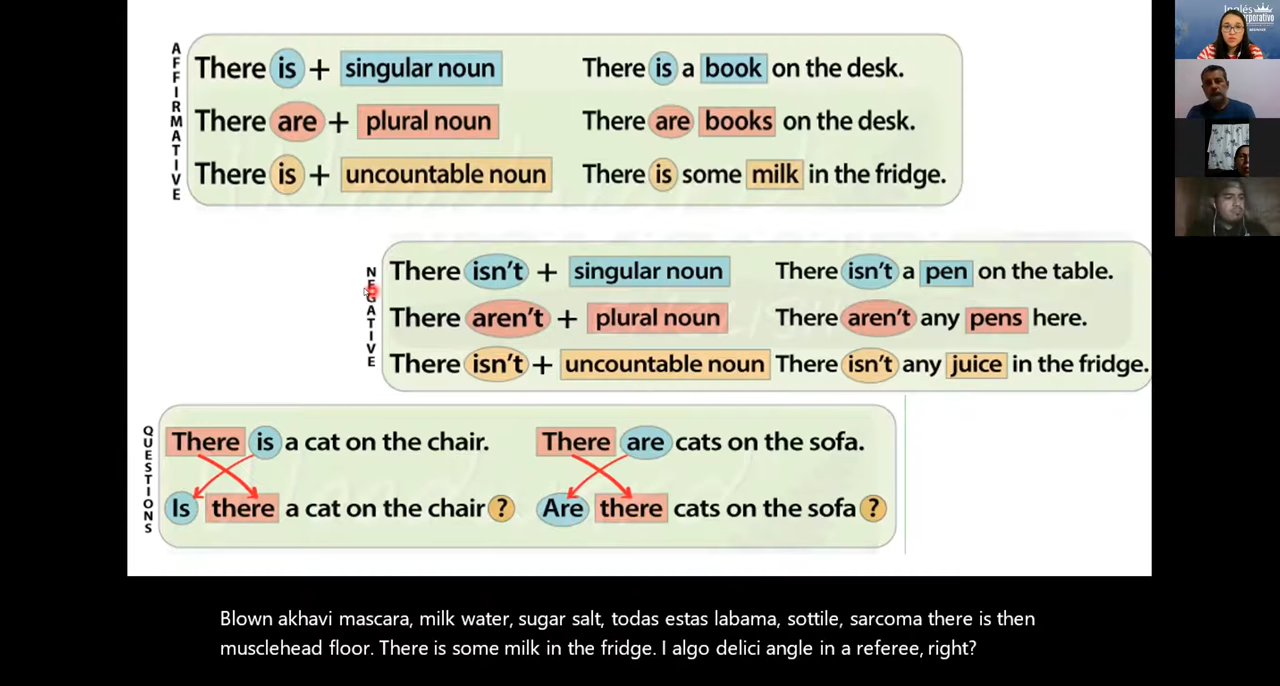 AFFIRMATIVE
There is + singular noun There is a book on the desk.
There are + plural noun There are books on the desk.
There is + uncountable noun There is some milk in the fridge.
NEGATIVE
There isn't + singular noun There isn't a pen on the table.
There aren't + plural noun There aren't any pens here.
There isn't + uncountable noun There isn't any juice in the fridge.
QUESTIONS
There is a cat on the chair. There are cats on the sofa.
Is there a cat on the chair ? Are there cats on the sofa ?
Blown akhavi mascara, milk water, sugar salt, todas estas labama, sottile, sarcoma there is then
musclehead floor. There is some milk in the fridge. I algo delici angle in a referee, right?
Inglés